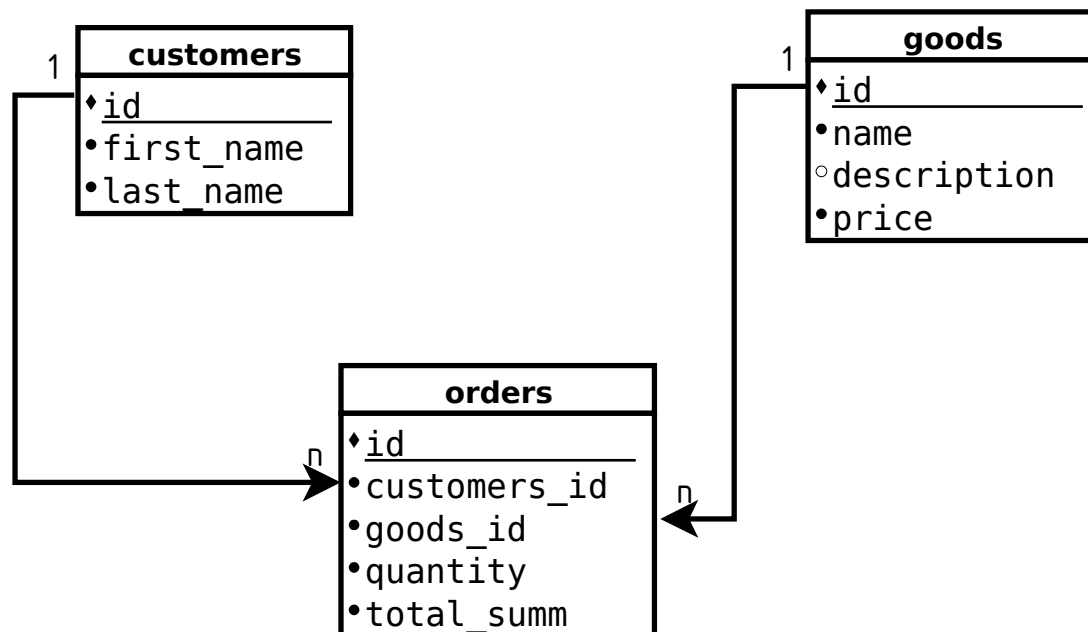 1
customers
id
first_name
last_name
1
goods
id
name
description
price
n
orders
id
customers_id
goods_id
quantity
total_summ
n